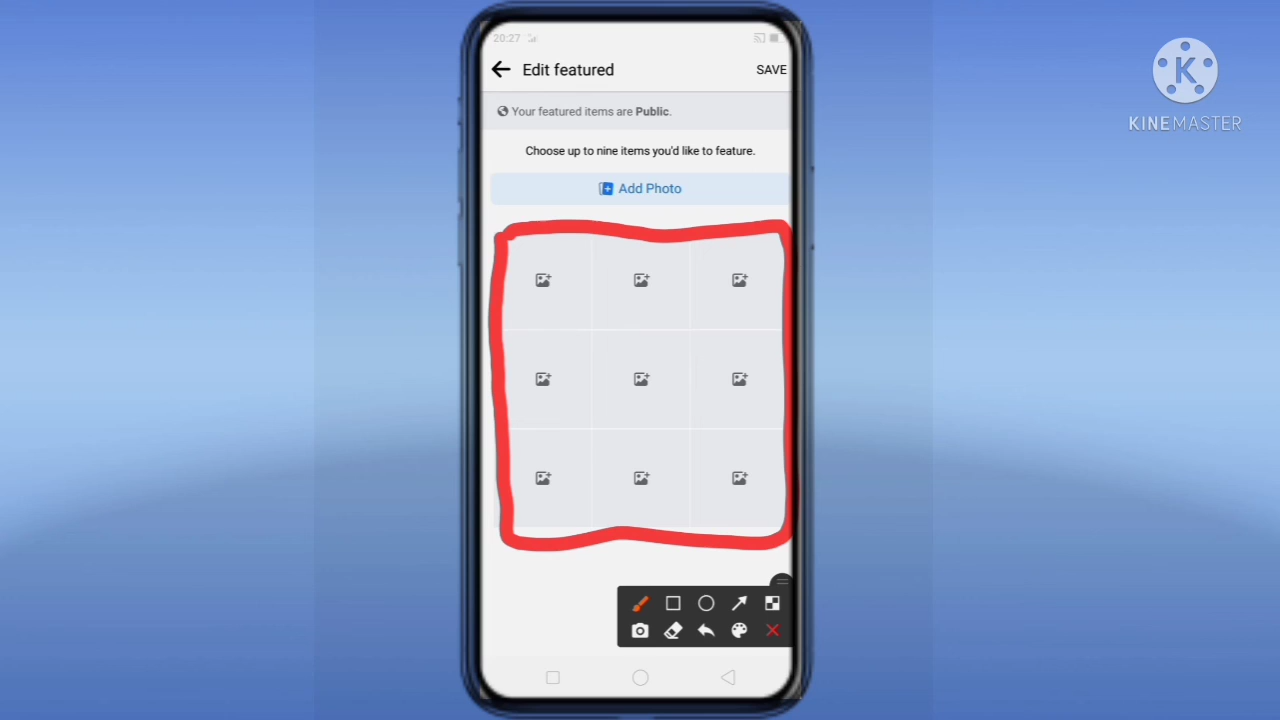 20:27
Edit featured
SAVE
Your featured items are Public.
Choose up to nine items you'd like to feature.
Add Photo
K
KINEMASTER